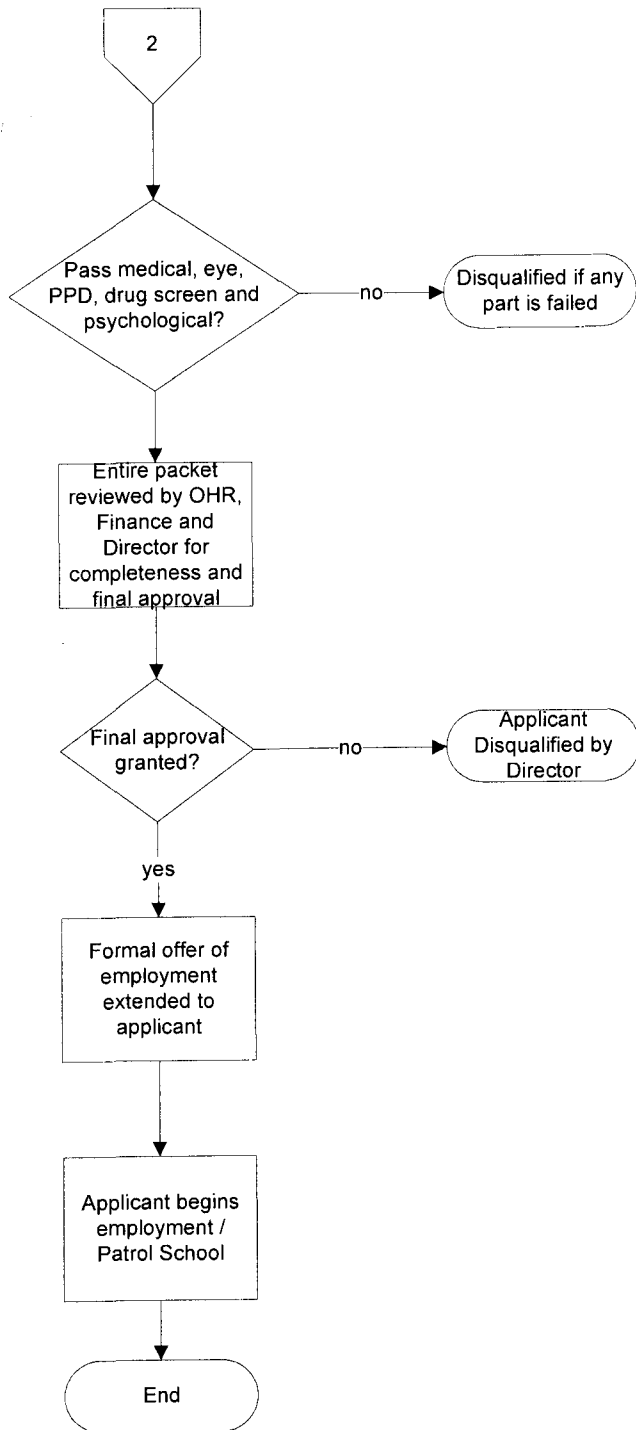 2
Pass medical, eye,
PPD, drug screen and
psychological?
no
Disqualified if any
part is failed
Entire packet
reviewed by OHR,
Finance and
Director for
completeness and
final approval
Final approval
granted?
no
Applicant
Disqualified by
Director
yes
Formal offer of
employment
extended to
applicant
Applicant begins
employment /
Patrol School
End